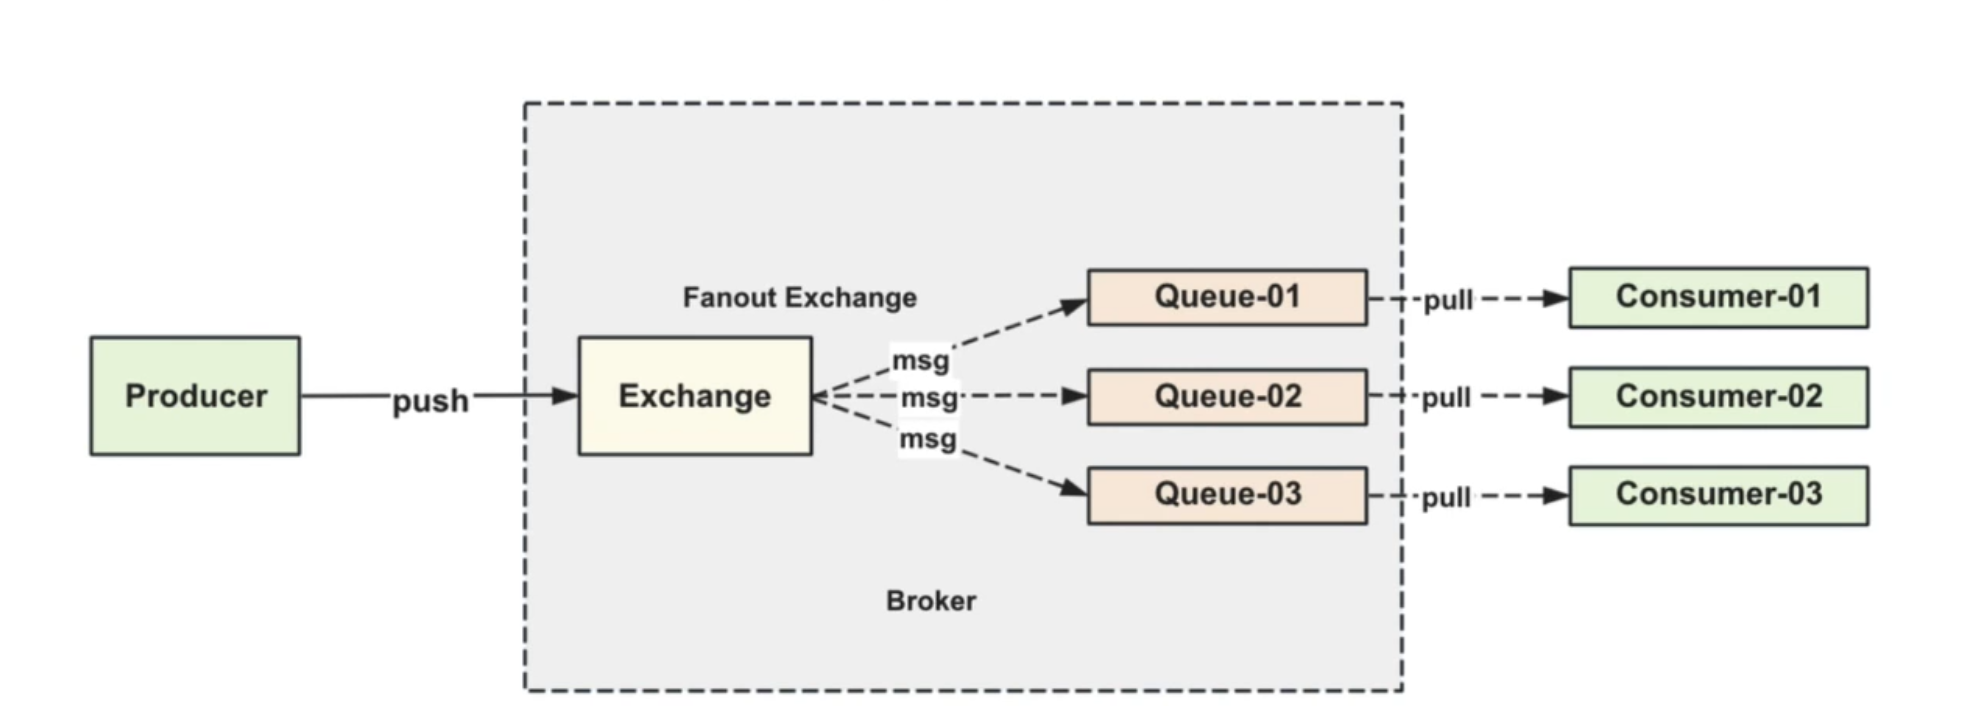 Fanout Exchange
Producer
push
Exchange
msg
msg
msg
Queue-01
Queue-02
Queue-03
pull
pull
pull
Consumer-01
Consumer-02
Consumer-03
Broker